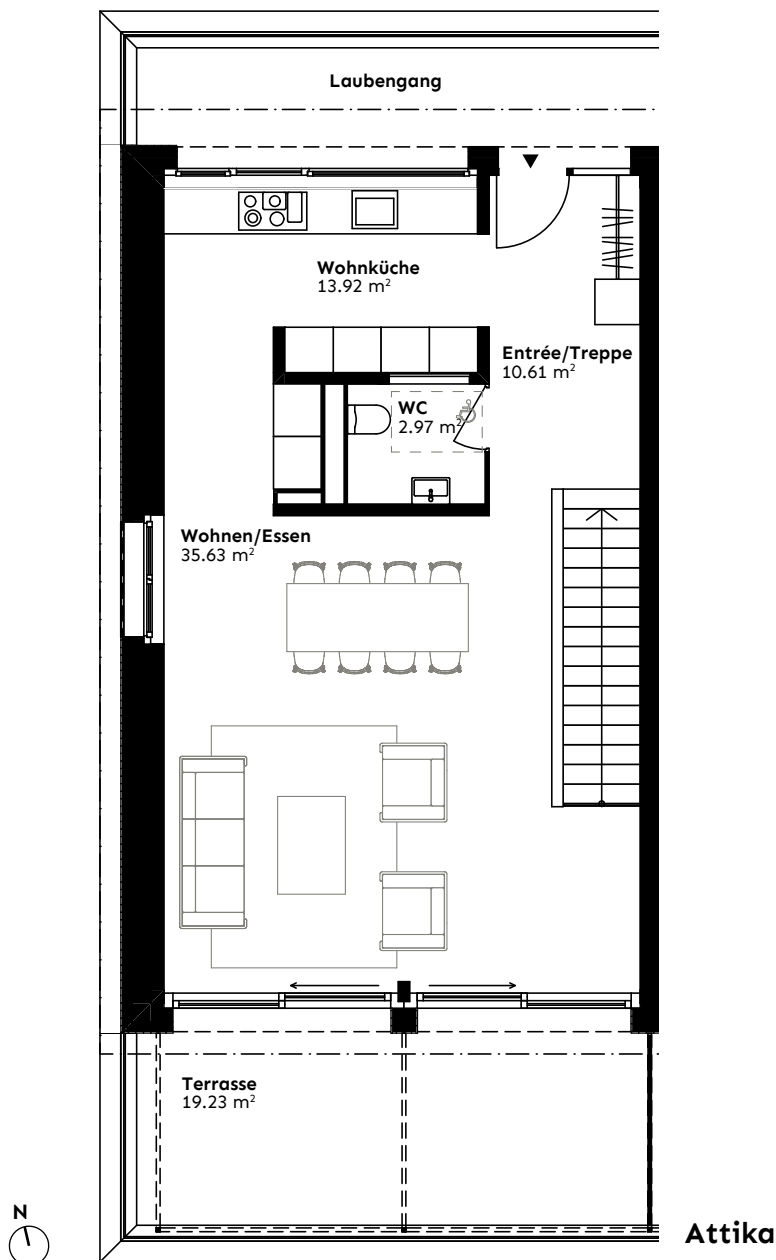 Laubengang
Wohnküche
13.92 m²
Entrée/Treppe
10.61 m²
WC
2.97 m²
Wohnen/Essen
35.63 m²
Terrasse
19.23 m²
N
Attika